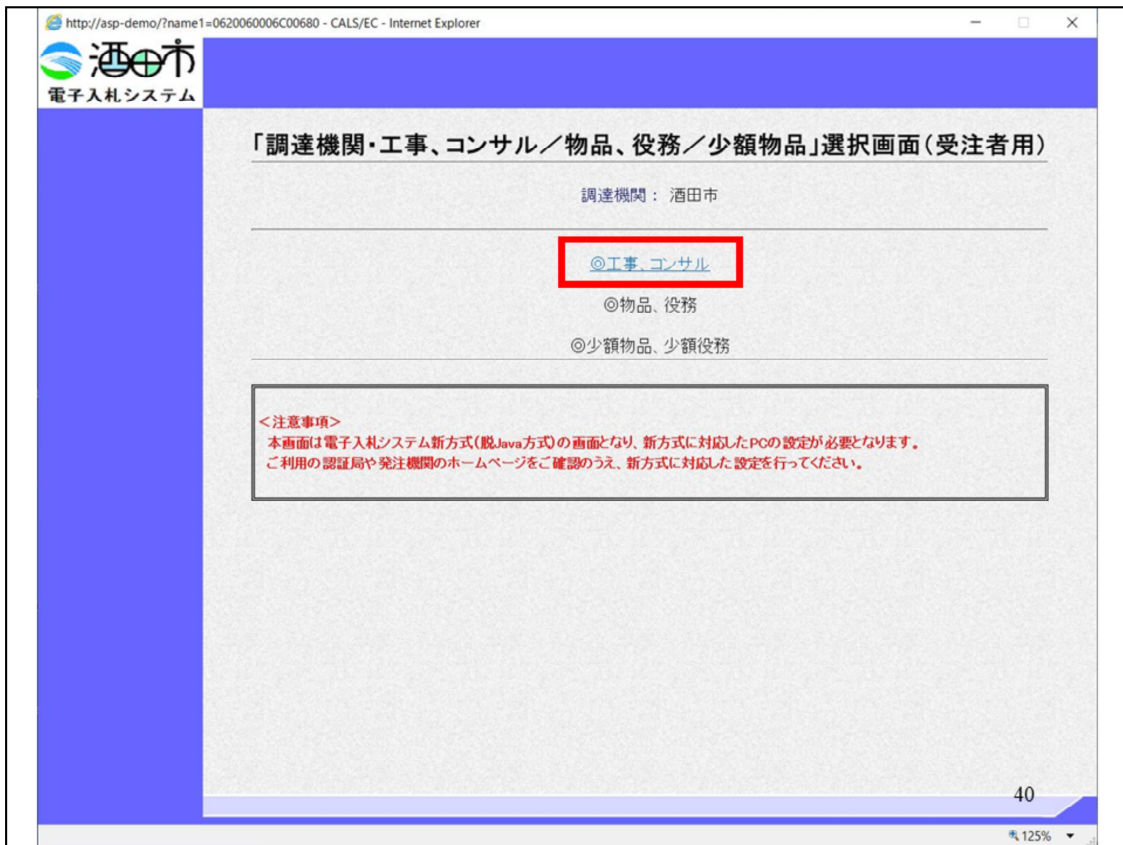 http://asp-demo/?name1=0620060006C00680 - CALS/EC - Internet Explorer
酒田市
電子入札システム
「調達機関・工事、コンサル／物品、役務／少額物品」選択画面(受注者用)
調達機関： 酒田市
◎工事、コンサル
◎物品、役務
◎少額物品、少額役務
＜注意事項＞
本画面は電子入札システム新方式(脱Java方式)の画面となり、新方式に対応したPCの設定が必要となります。
ご利用の認証局や発注機関のホームページをご確認のうえ、新方式に対応した設定を行ってください。
40
125%